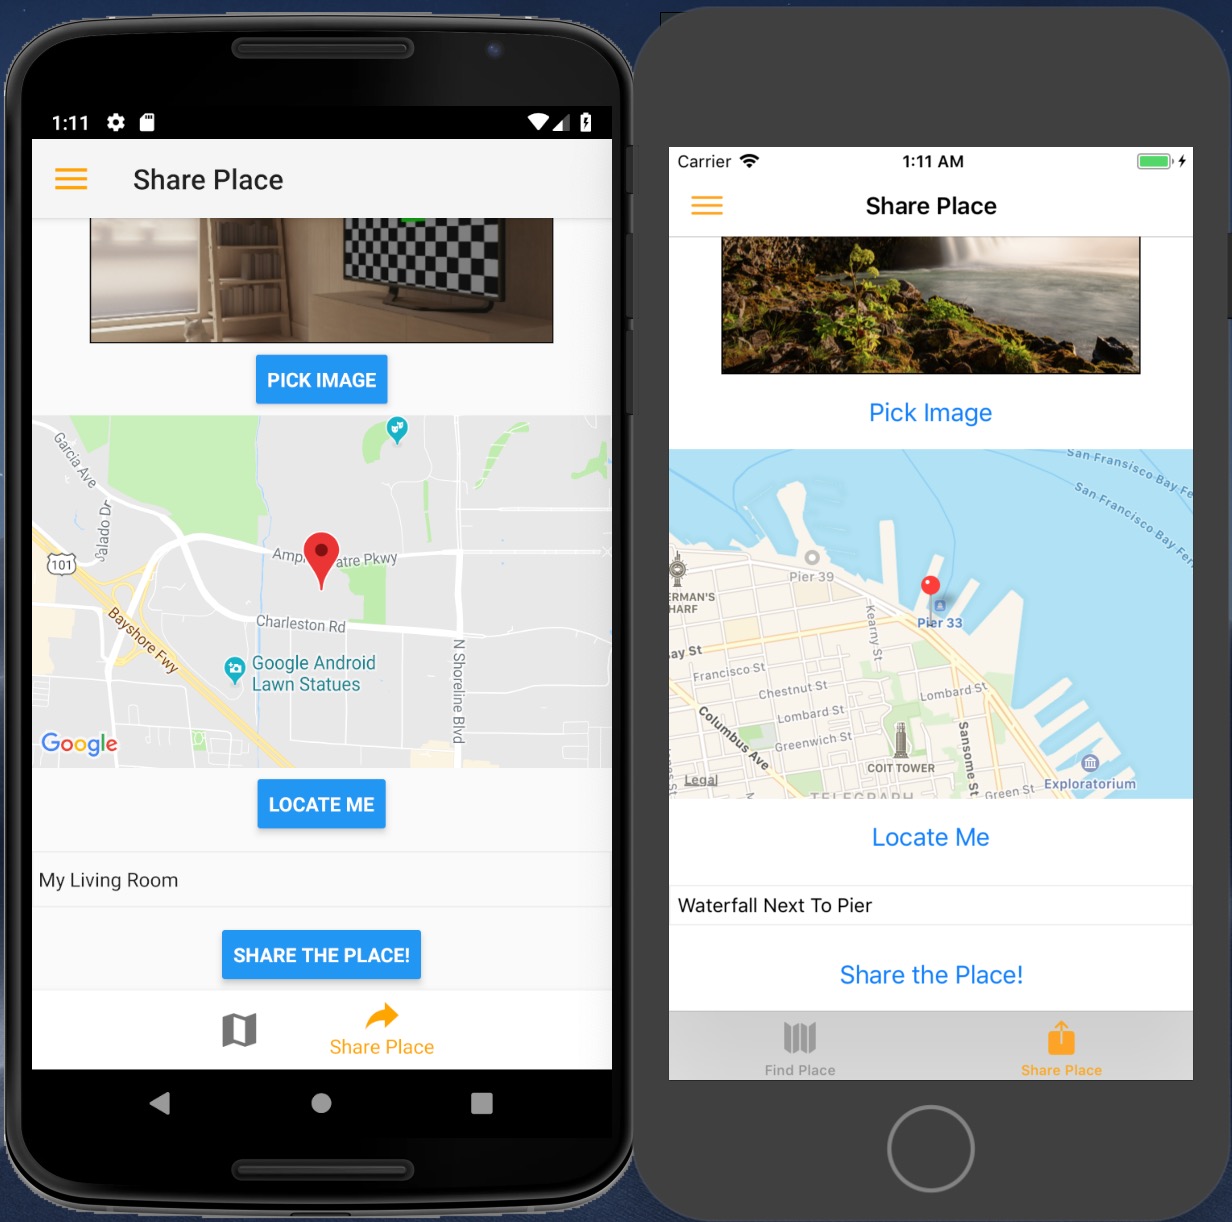 1:11
Share Place
PICK IMAGE
Garcia Ave
Salado Dr
101
Amp
atre Pkwy
Bayshore Fwy
Charleston Rd
Google Android
Lawn Statues
N Shoreline Blvd
Google
LOCATE ME
My Living Room
SHARE THE PLACE!
Share Place
Carrier
1:11 AM
Share Place
Pick Image
San Fransisco Bay Fe
San Fransisco Bay Fer
Pier 39
ERMAN'S
HARF
Pier 33
Kearny St
ay St
Francisco St
Chestnut St
Lombard St
Lombard St
Greenwich St
Columbus Ave
Sansome St
COIT TOWER
Legal
TELEGRAPH
Green St
Exploratorium
Locate Me
Waterfall Next To Pier
Share the Place!
Find Place
Share Place